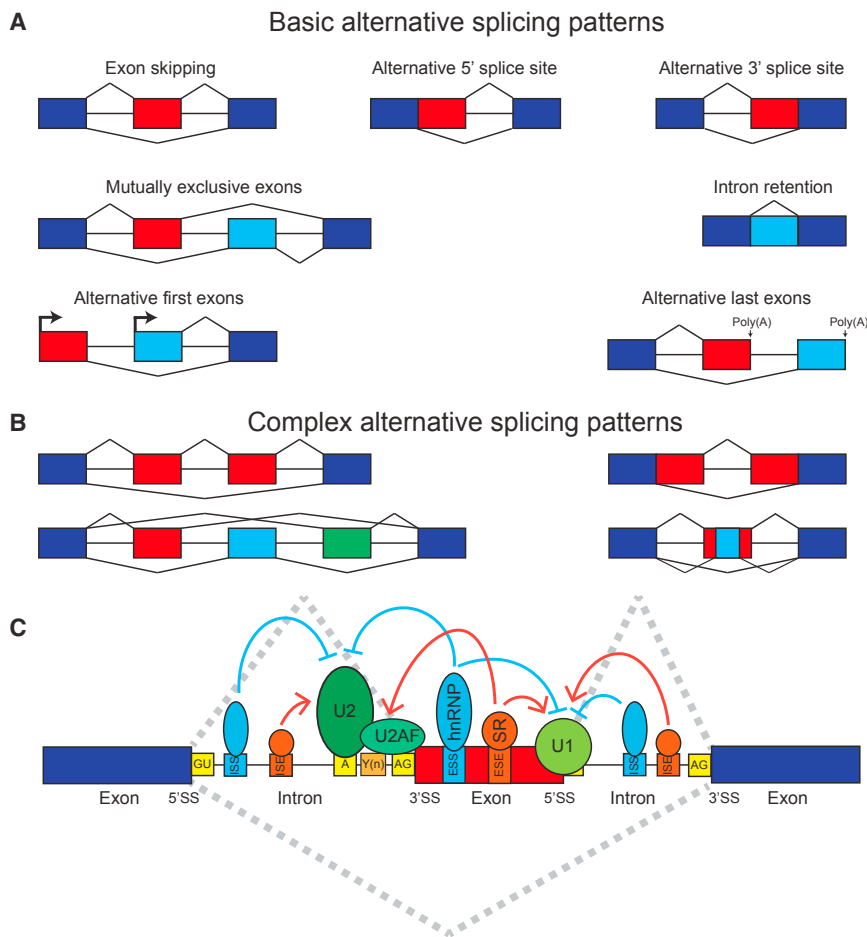 A
Basic alternative splicing patterns
Exon skipping
Alternative 5' splice site
Alternative 3' splice site
Mutually exclusive exons
Intron retention
Alternative first exons
Alternative last exons
Poly(A)
Poly(A)
B
Complex alternative splicing patterns
C
U2
U2AF
hnRNP
SR
U1
GU
ISS
ISE
A
Y(n)
AG
ESS
ESE
ISS
ISE
AG
Exon
5'SS
Intron
3'SS
Exon
5'SS
Intron
3'SS
Exon